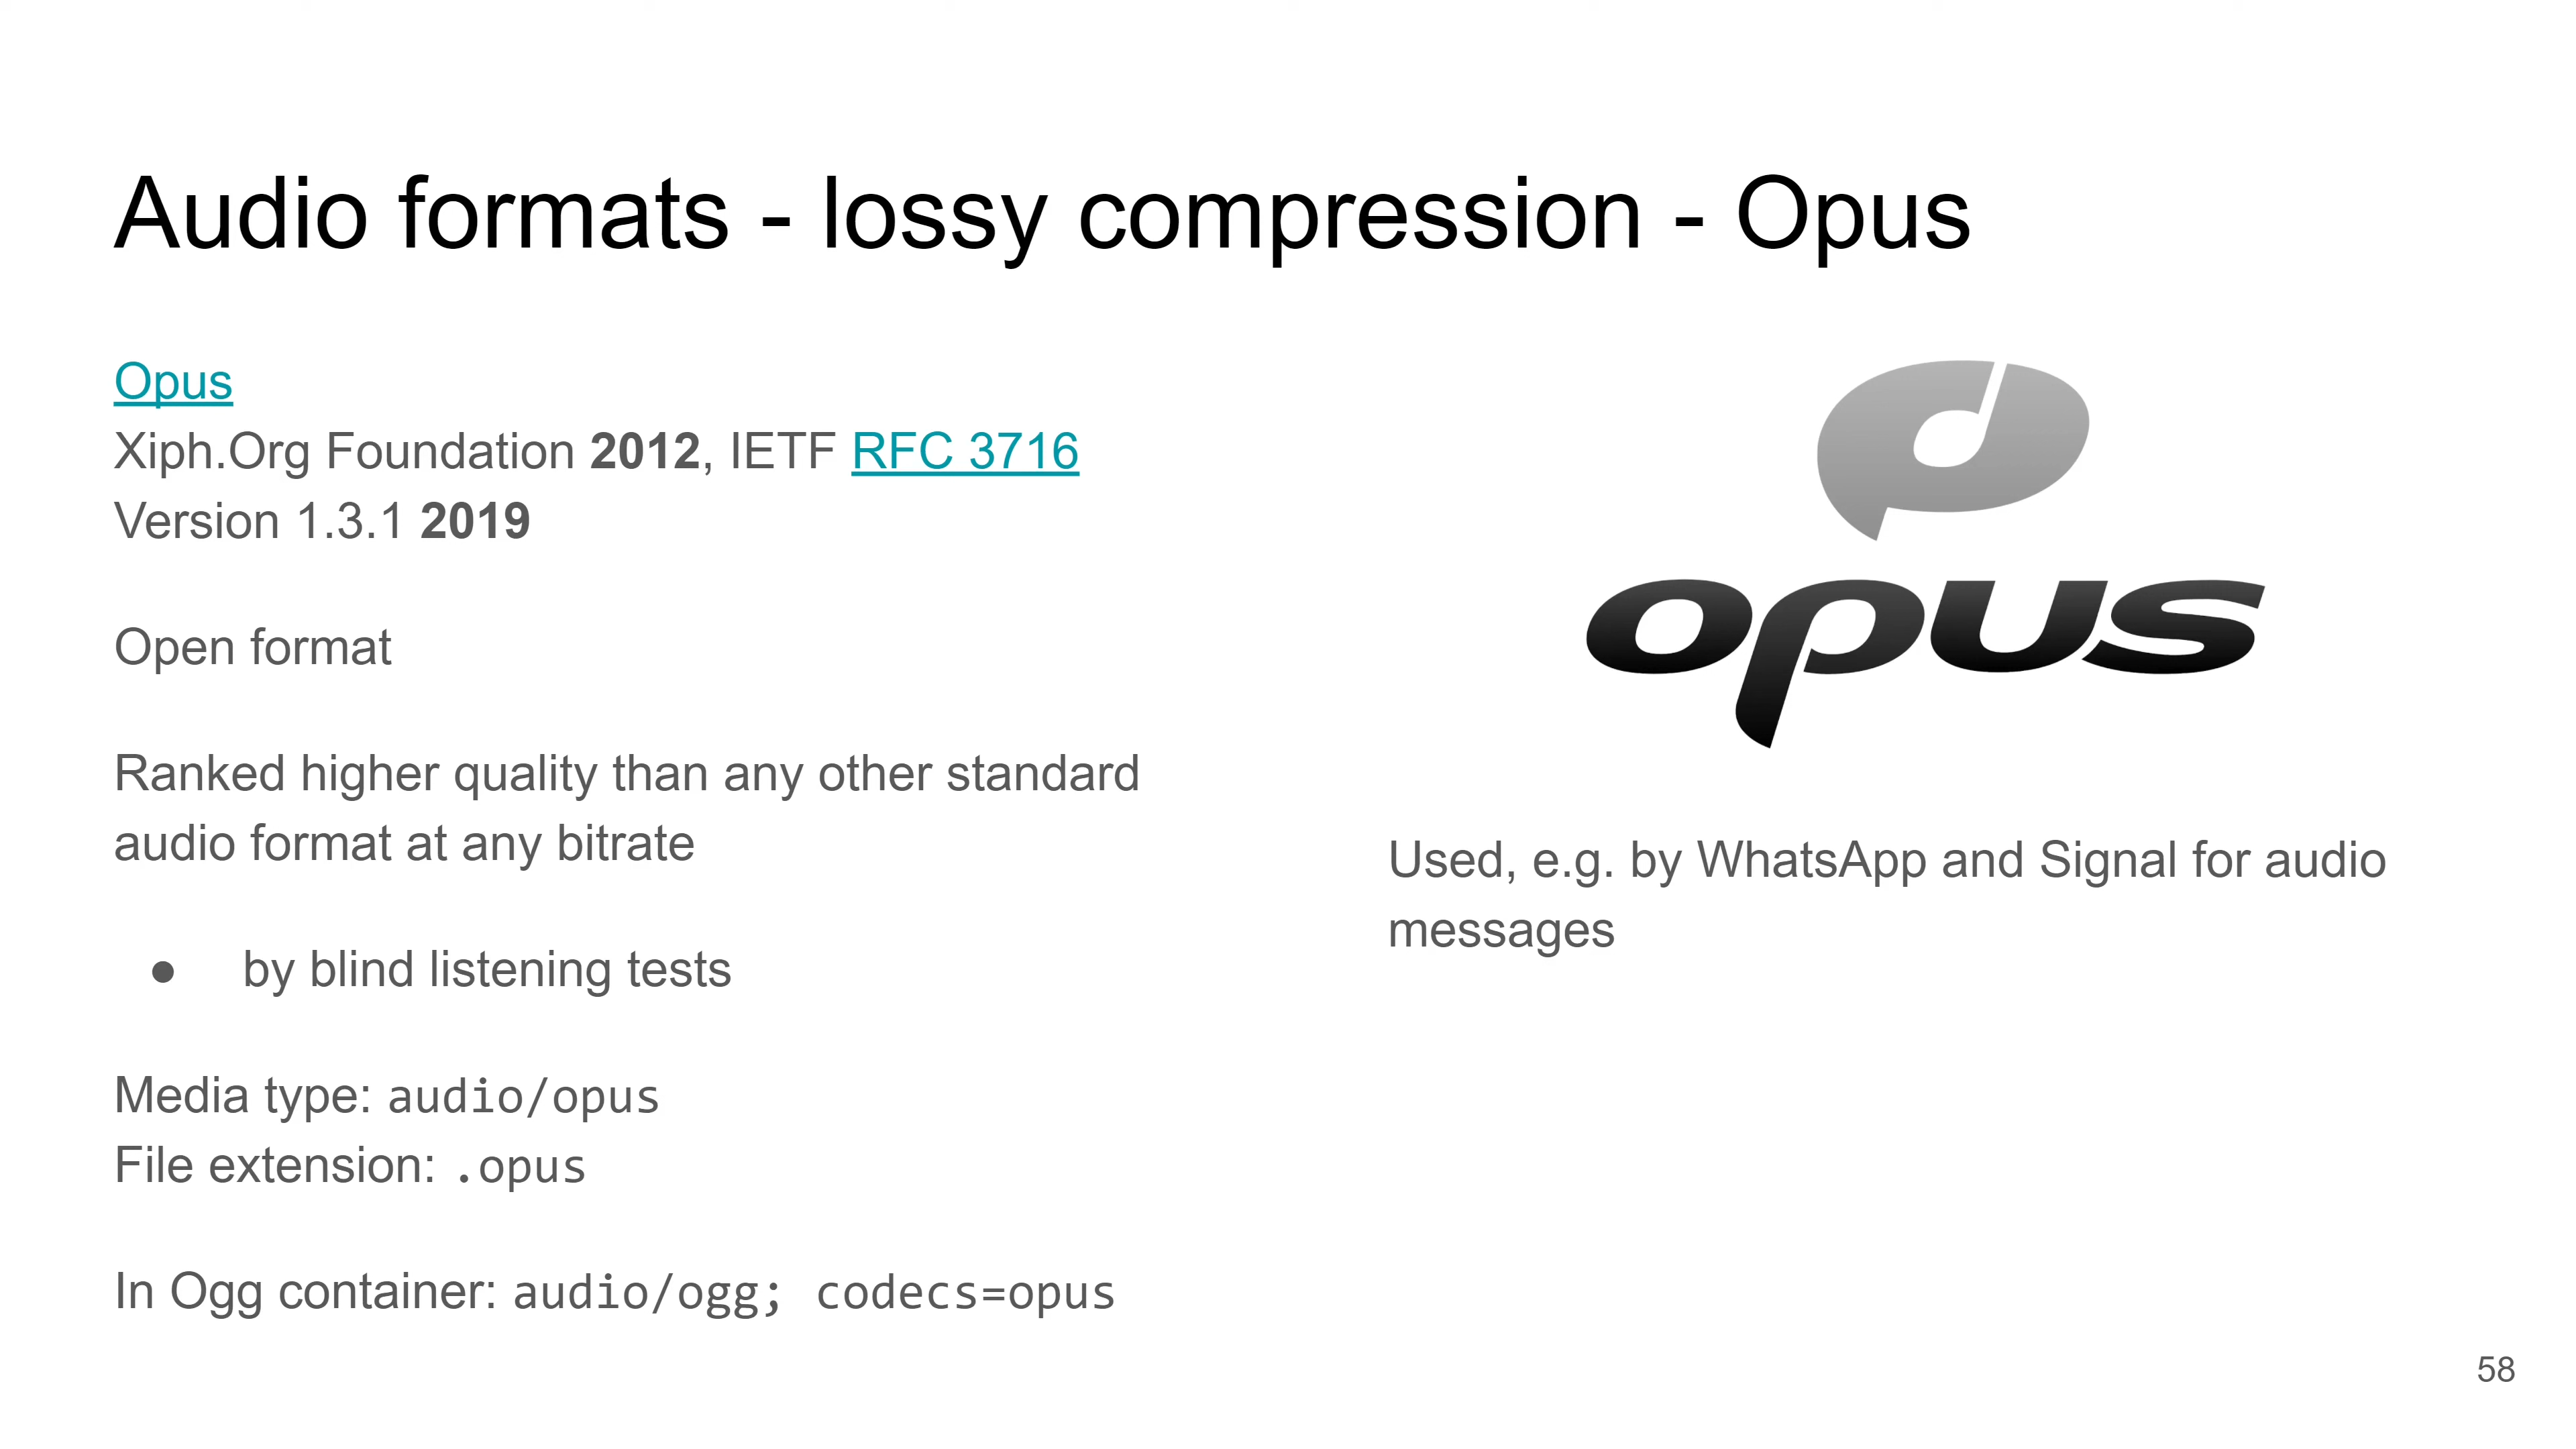 Audio formats - lossy compression - Opus
Opus
Xiph.Org Foundation 2012, IETF RFC 3716
Version 1.3.1 2019
Open format
Ranked higher quality than any other standard
audio format at any bitrate
● by blind listening tests
Media type: audio/opus
File extension: .opus
In Ogg container: audio/ogg; codecs=opus
opus
Used, e.g. by WhatsApp and Signal for audio
messages
58